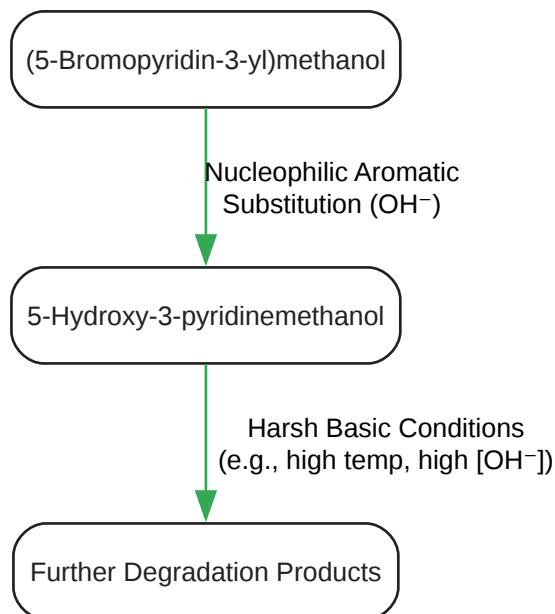 (5-Bromopyridin-3-yl)methanol
Nucleophilic Aromatic
Substitution (OH⁻)
5-Hydroxy-3-pyridinemethanol
Harsh Basic Conditions
(e.g., high temp, high [OH⁻])
Further Degradation Products